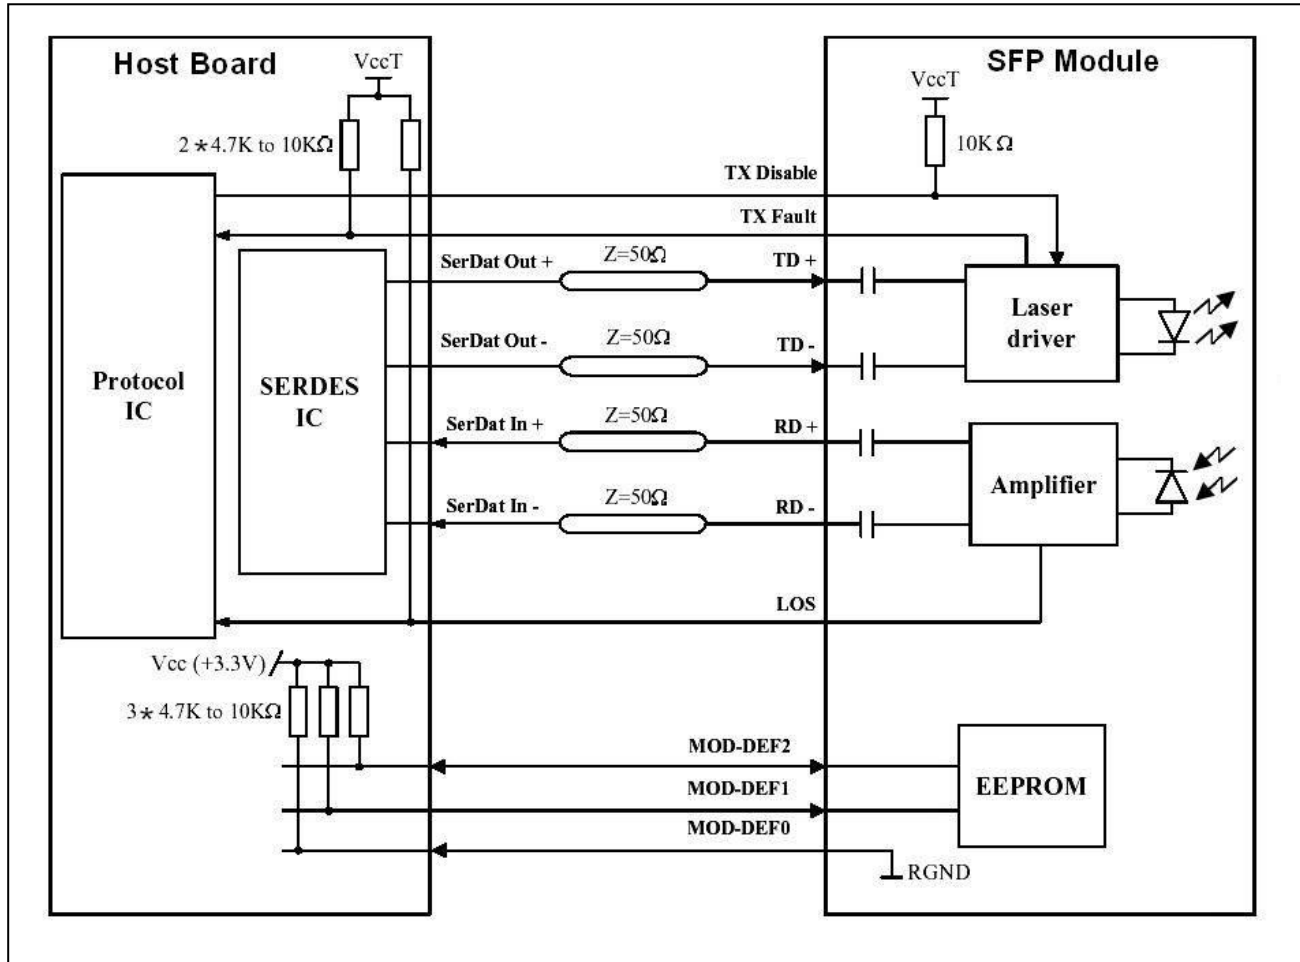 Host Board
SFP Module
VccT
VccT
2*4.7K to 10KΩ
10KΩ
TX Disable
TX Fault
SerDat Out +
Z=50Ω
TD +
Laser
driver
SerDat Out -
Z=50Ω
TD -
Protocol
IC
SERDES
IC
SerDat In +
Z=50Ω
RD +
Amplifier
SerDat In -
Z=50Ω
RD -
LOS
Vcc (+3.3V)
3*4.7K to 10KΩ
MOD-DEF2
MOD-DEF1
EEPROM
MOD-DEF0
RGND